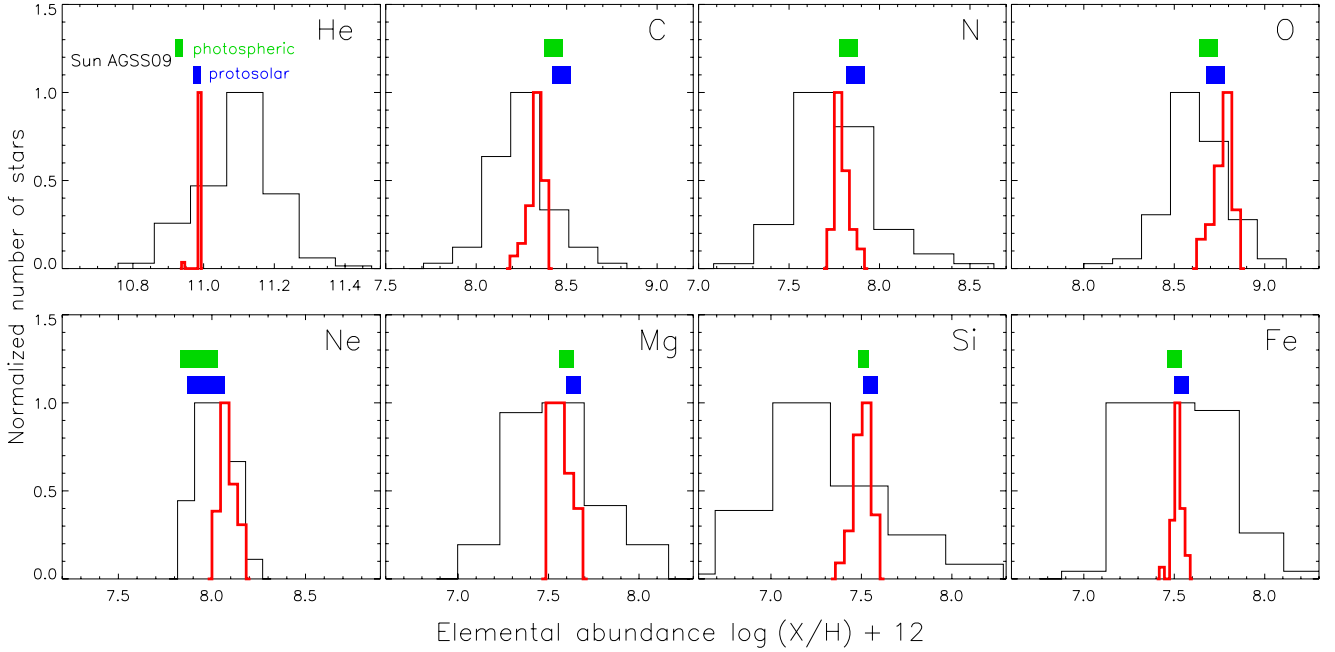 Normalized number of stars
1.5
1.0
0.5
0.0
He
Sun AGSS09
photospheric
protosolar
10.8 11.0 11.2 11.4
C
7.5 8.0 8.5 9.0
N
7.0 7.5 8.0 8.5
O
8.0 8.5 9.0
1.5
1.0
0.5
0.0
Ne
7.5 8.0 8.5
Mg
7.0 7.5 8.0
Si
7.0 7.5 8.0
Fe
7.0 7.5 8.0
Elemental abundance log (X/H) + 12